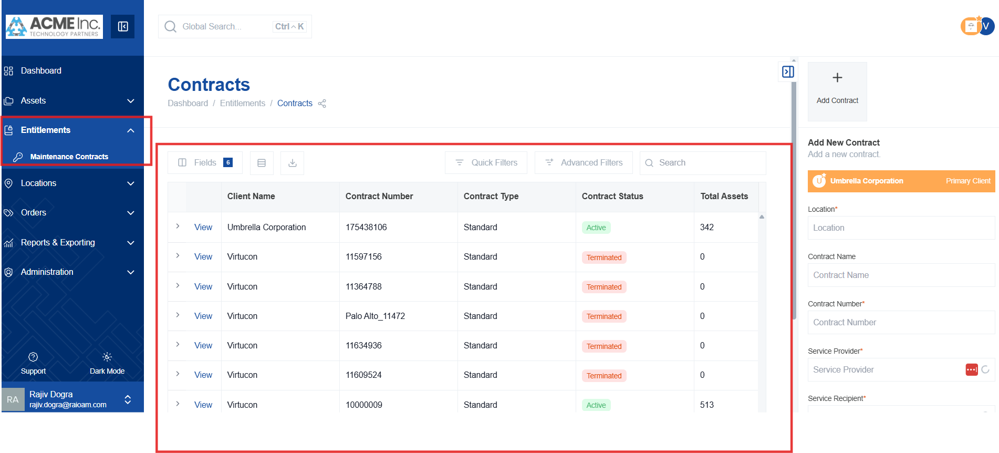 ACME Inc.
TECHNOLOGY PARTNERS
Global Search...
Ctrl ^ K
V
Dashboard
Assets
Entitlements
Maintenance Contracts
Locations
Orders
Reports & Exporting
Administration
Support
Dark Mode
RA
Rajiv Dogra
rajiv.dogra@raioam.com
Contracts
Dashboard / Entitlements / Contracts
Fields 6
Quick Filters
Advanced Filters
Search
Client Name Contract Number Contract Type Contract Status Total Assets
View Umbrella Corporation 175438106 Standard Active 342
View Virtucon 11597156 Standard Terminated 0
View Virtucon 11364788 Standard Terminated 0
View Virtucon Palo Alto_11472 Standard Terminated 0
View Virtucon 11634936 Standard Terminated 0
View Virtucon 11609524 Standard Terminated 0
View Virtucon 10000009 Standard Active 513
Add Contract
Add New Contract
Add a new contract.
U Umbrella Corporation Primary Client
Location*
Location
Contract Name
Contract Name
Contract Number*
Contract Number
Service Provider*
Service Provider
Service Recipient*